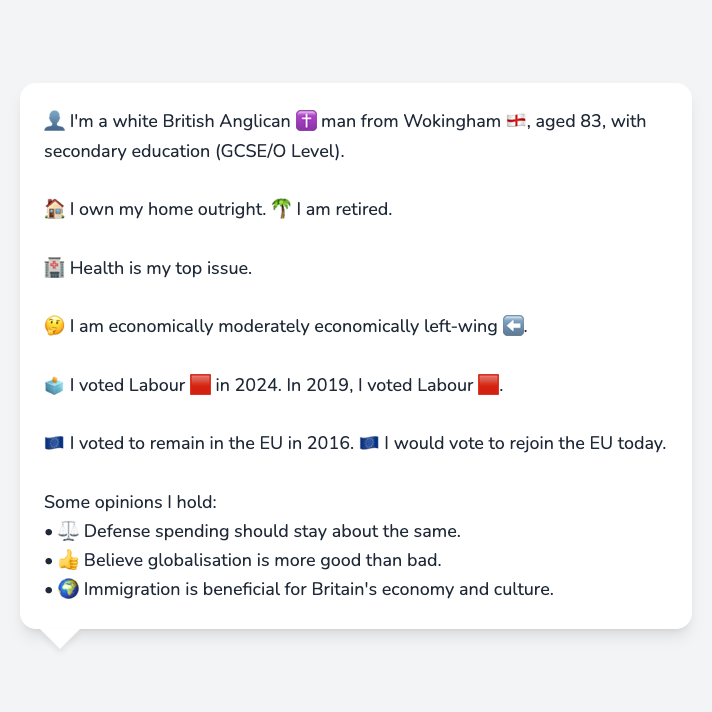 👤 I'm a white British Anglican ✝️ man from Wokingham 🏴󠁧󠁢󠁥󠁮󠁧󠁿, aged 83, with
secondary education (GCSE/O Level).
🏠 I own my home outright. 🌴 I am retired.
🏥 Health is my top issue.
🤔 I am economically moderately economically left-wing ⬅️.
🗳️ I voted Labour 🟥 in 2024. In 2019, I voted Labour 🟥.
🇪🇺 I voted to remain in the EU in 2016. 🇪🇺 I would vote to rejoin the EU today.
Some opinions I hold:
• ⚖️ Defense spending should stay about the same.
• 👍 Believe globalisation is more good than bad.
• 🌍 Immigration is beneficial for Britain's economy and culture.